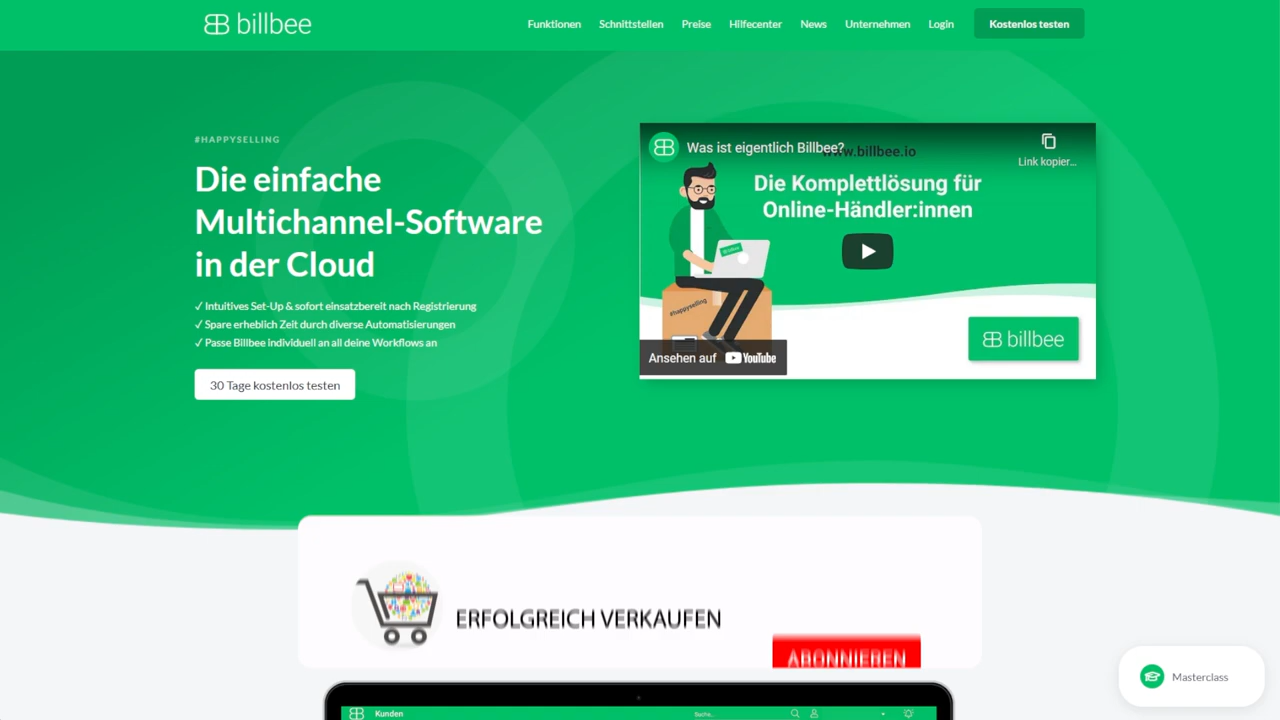 billbee
Funktionen Schnittstellen Preise Hilfecenter News Unternehmen Login Kostenlos testen
#HAPPYSELLING
Die einfache
Multichannel-Software
in der Cloud
✓ Intuitives Set-Up & sofort einsatzbereit nach Registrierung
✓ Spare erheblich Zeit durch diverse Automatisierungen
✓ Passe Billbee individuell an all deine Workflows an
30 Tage kostenlos testen
Was ist eigentlich Billbee?
www.billbee.io
Link kopier...
Die Komplettlösung für
Online-Händler:innen
Billbee
#happyselling
billbee
Ansehen auf YouTube
ERFOLGREICH VERKAUFEN
ABONNIEREN
Masterclass
Kunden
Suche...